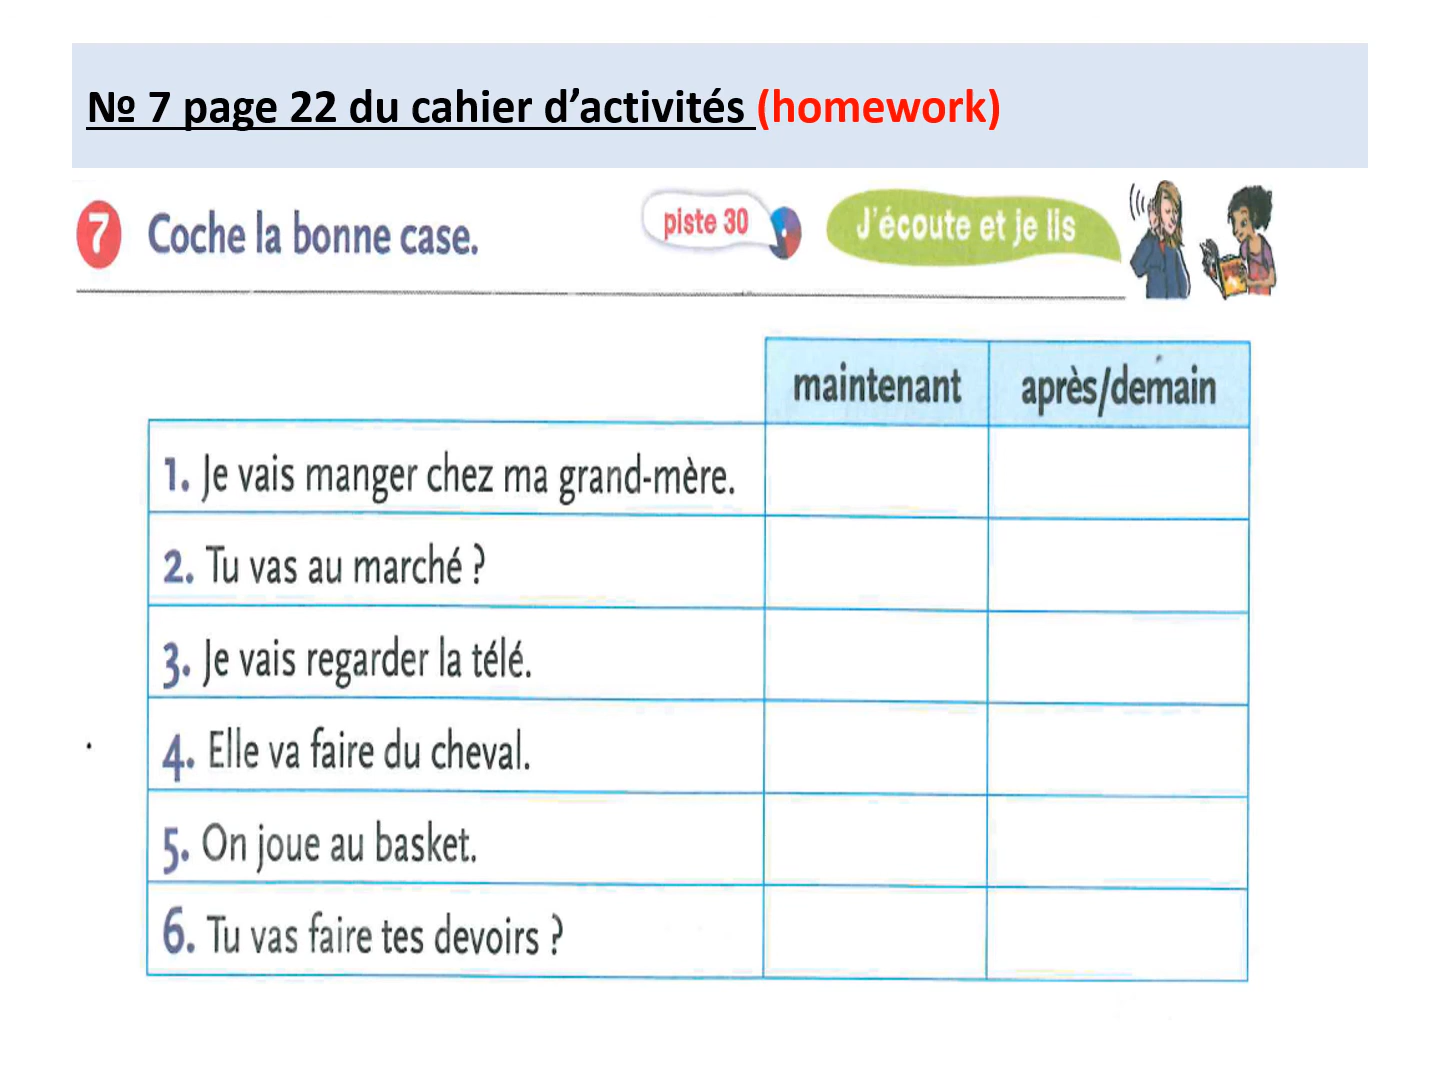 № 7 page 22 du cahier d’activités (homework)
7 Coche la bonne case. piste 30 J'écoute et je lis
maintenant après/demain
1. Je vais manger chez ma grand-mère.
2. Tu vas au marché ?
3. Je vais regarder la télé.
4. Elle va faire du cheval.
5. On joue au basket.
6. Tu vas faire tes devoirs ?